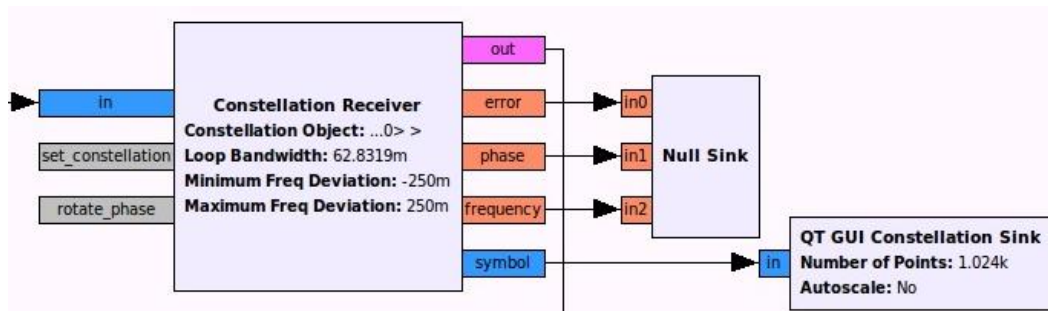 out
in
error
in0
Constellation Receiver
Constellation Object: ...0> >
set_constellation
Loop Bandwidth: 62.8319m
phase
in1
Null Sink
Minimum Freq Deviation: -250m
rotate_phase
Maximum Freq Deviation: 250m
frequency
in2
symbol
in
QT GUI Constellation Sink
Number of Points: 1.024k
Autoscale: No